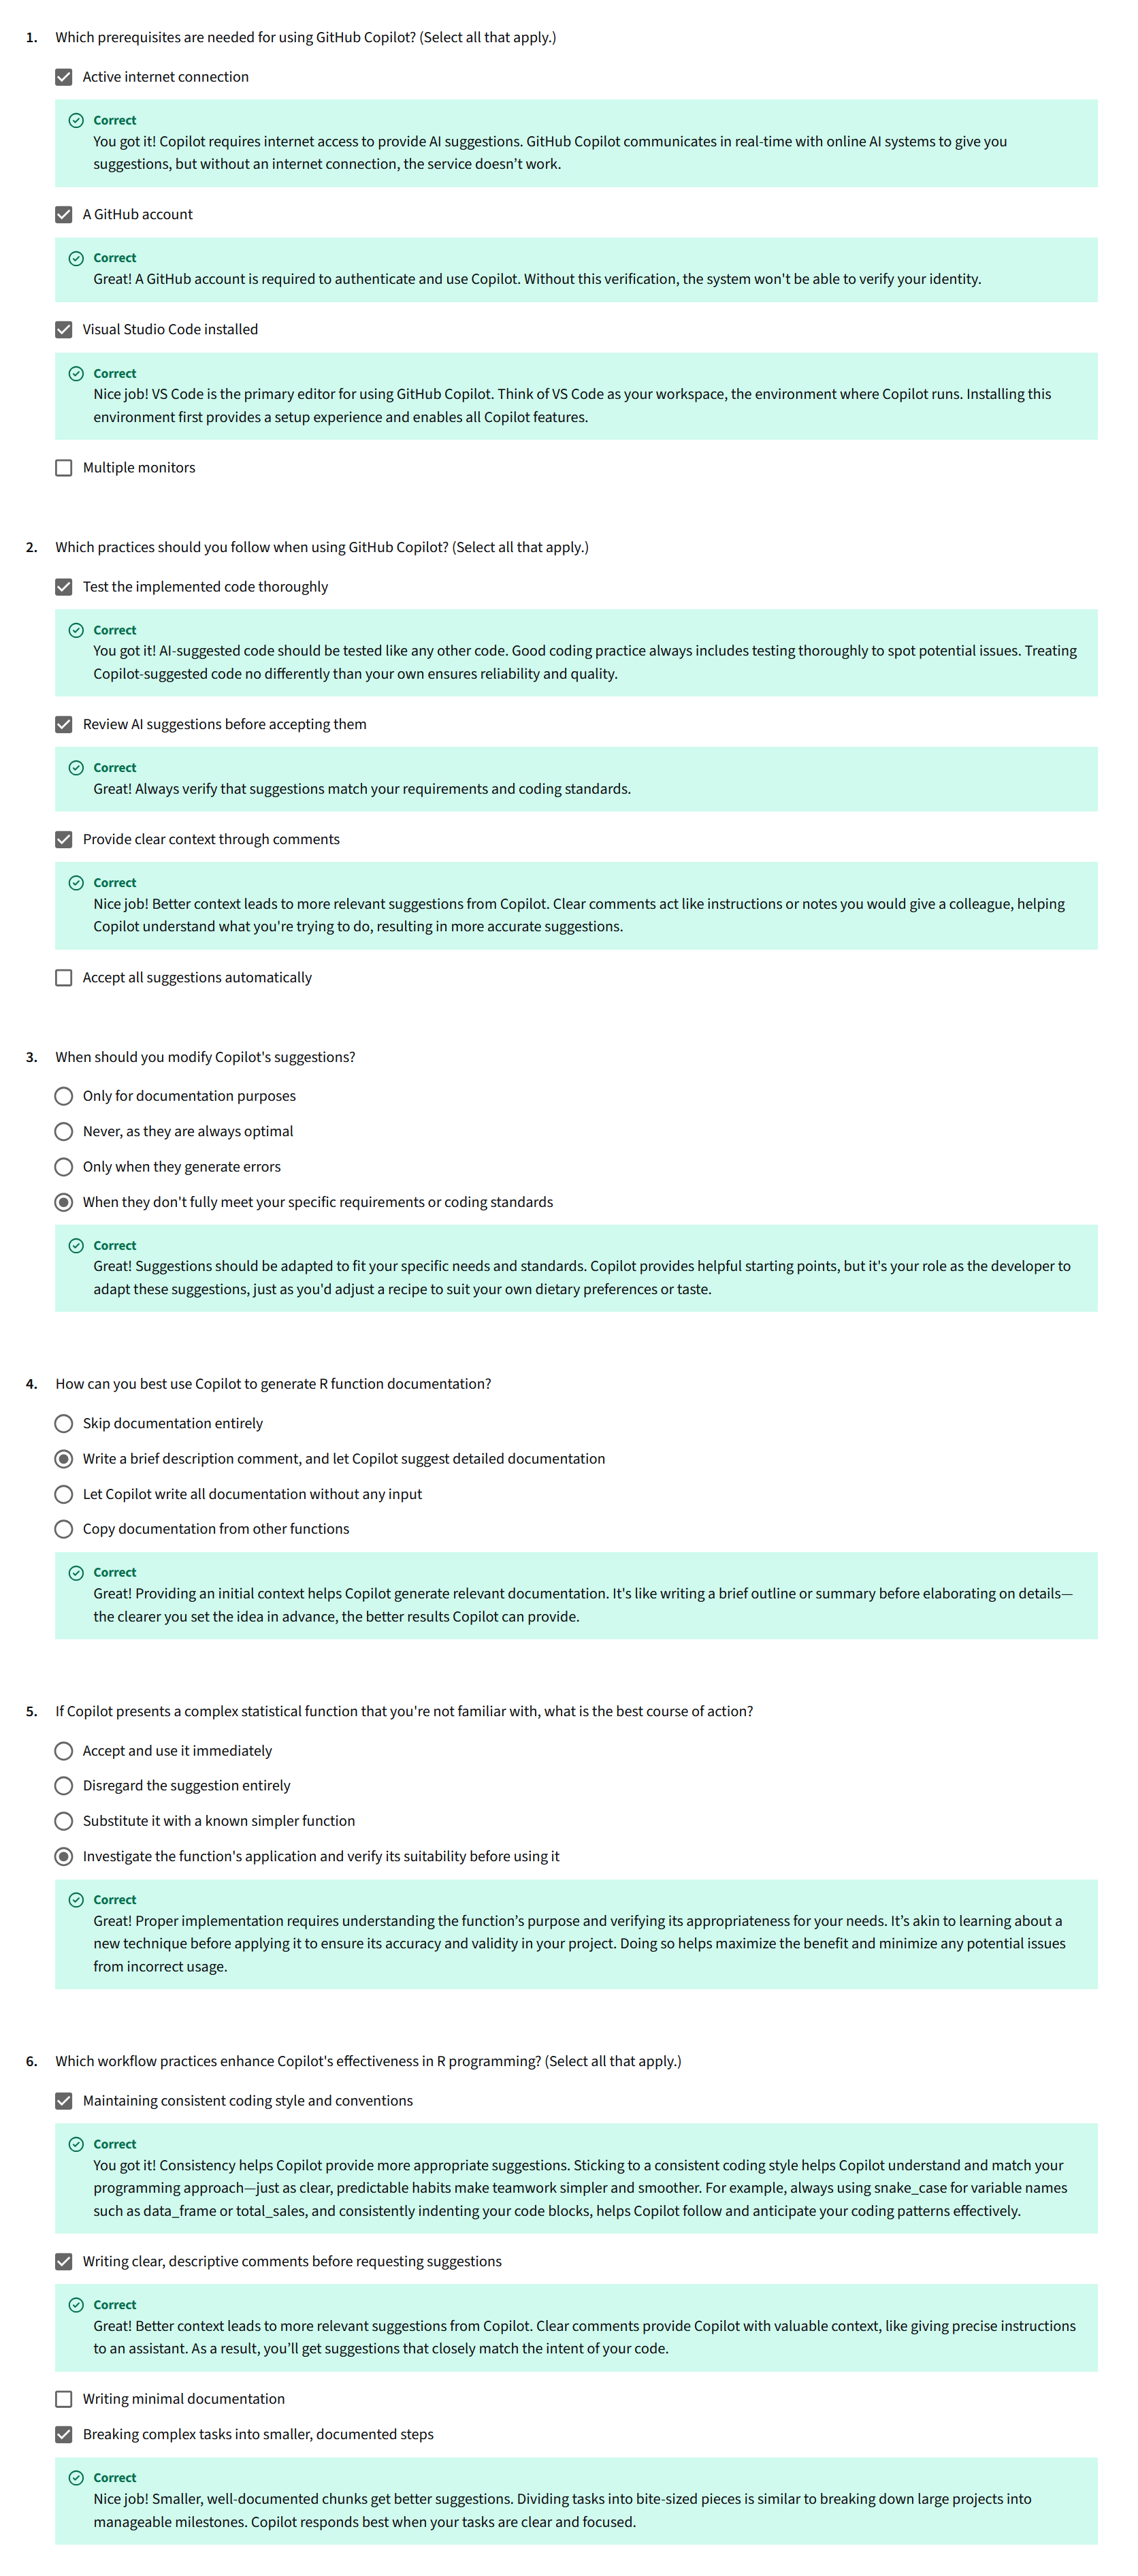 1. Which prerequisites are needed for using GitHub Copilot? (Select all that apply.)
Active internet connection
Correct
You got it! Copilot requires internet access to provide AI suggestions. GitHub Copilot communicates in real-time with online AI systems to give you
suggestions, but without an internet connection, the service doesn’t work.
A GitHub account
Correct
Great! A GitHub account is required to authenticate and use Copilot. Without this verification, the system won't be able to verify your identity.
Visual Studio Code installed
Correct
Nice job! VS Code is the primary editor for using GitHub Copilot. Think of VS Code as your workspace, the environment where Copilot runs. Installing this
environment first provides a setup experience and enables all Copilot features.
Multiple monitors
2. Which practices should you follow when using GitHub Copilot? (Select all that apply.)
Test the implemented code thoroughly
Correct
You got it! AI-suggested code should be tested like any other code. Good coding practice always includes testing thoroughly to spot potential issues. Treating
Copilot-suggested code no differently than your own ensures reliability and quality.
Review AI suggestions before accepting them
Correct
Great! Always verify that suggestions match your requirements and coding standards.
Provide clear context through comments
Correct
Nice job! Better context leads to more relevant suggestions from Copilot. Clear comments act like instructions or notes you would give a colleague, helping
Copilot understand what you're trying to do, resulting in more accurate suggestions.
Accept all suggestions automatically
3. When should you modify Copilot's suggestions?
Only for documentation purposes
Never, as they are always optimal
Only when they generate errors
When they don't fully meet your specific requirements or coding standards
Correct
Great! Suggestions should be adapted to fit your specific needs and standards. Copilot provides helpful starting points, but it's your role as the developer to
adapt these suggestions, just as you'd adjust a recipe to suit your own dietary preferences or taste.
4. How can you best use Copilot to generate R function documentation?
Skip documentation entirely
Write a brief description comment, and let Copilot suggest detailed documentation
Let Copilot write all documentation without any input
Copy documentation from other functions
Correct
Great! Providing an initial context helps Copilot generate relevant documentation. It's like writing a brief outline or summary before elaborating on details—
the clearer you set the idea in advance, the better results Copilot can provide.
5. If Copilot presents a complex statistical function that you're not familiar with, what is the best course of action?
Accept and use it immediately
Disregard the suggestion entirely
Substitute it with a known simpler function
Investigate the function's application and verify its suitability before using it
Correct
Great! Proper implementation requires understanding the function’s purpose and verifying its appropriateness for your needs. It’s akin to learning about a
new technique before applying it to ensure its accuracy and validity in your project. Doing so helps maximize the benefit and minimize any potential issues
from incorrect usage.
6. Which workflow practices enhance Copilot's effectiveness in R programming? (Select all that apply.)
Maintaining consistent coding style and conventions
Correct
You got it! Consistency helps Copilot provide more appropriate suggestions. Sticking to a consistent coding style helps Copilot understand and match your
programming approach—just as clear, predictable habits make teamwork simpler and smoother. For example, always using snake_case for variable names
such as data_frame or total_sales, and consistently indenting your code blocks, helps Copilot follow and anticipate your coding patterns effectively.
Writing clear, descriptive comments before requesting suggestions
Correct
Great! Better context leads to more relevant suggestions from Copilot. Clear comments provide Copilot with valuable context, like giving precise instructions
to an assistant. As a result, you’ll get suggestions that closely match the intent of your code.
Writing minimal documentation
Breaking complex tasks into smaller, documented steps
Correct
Nice job! Smaller, well-documented chunks get better suggestions. Dividing tasks into bite-sized pieces is similar to breaking down large projects into
manageable milestones. Copilot responds best when your tasks are clear and focused.